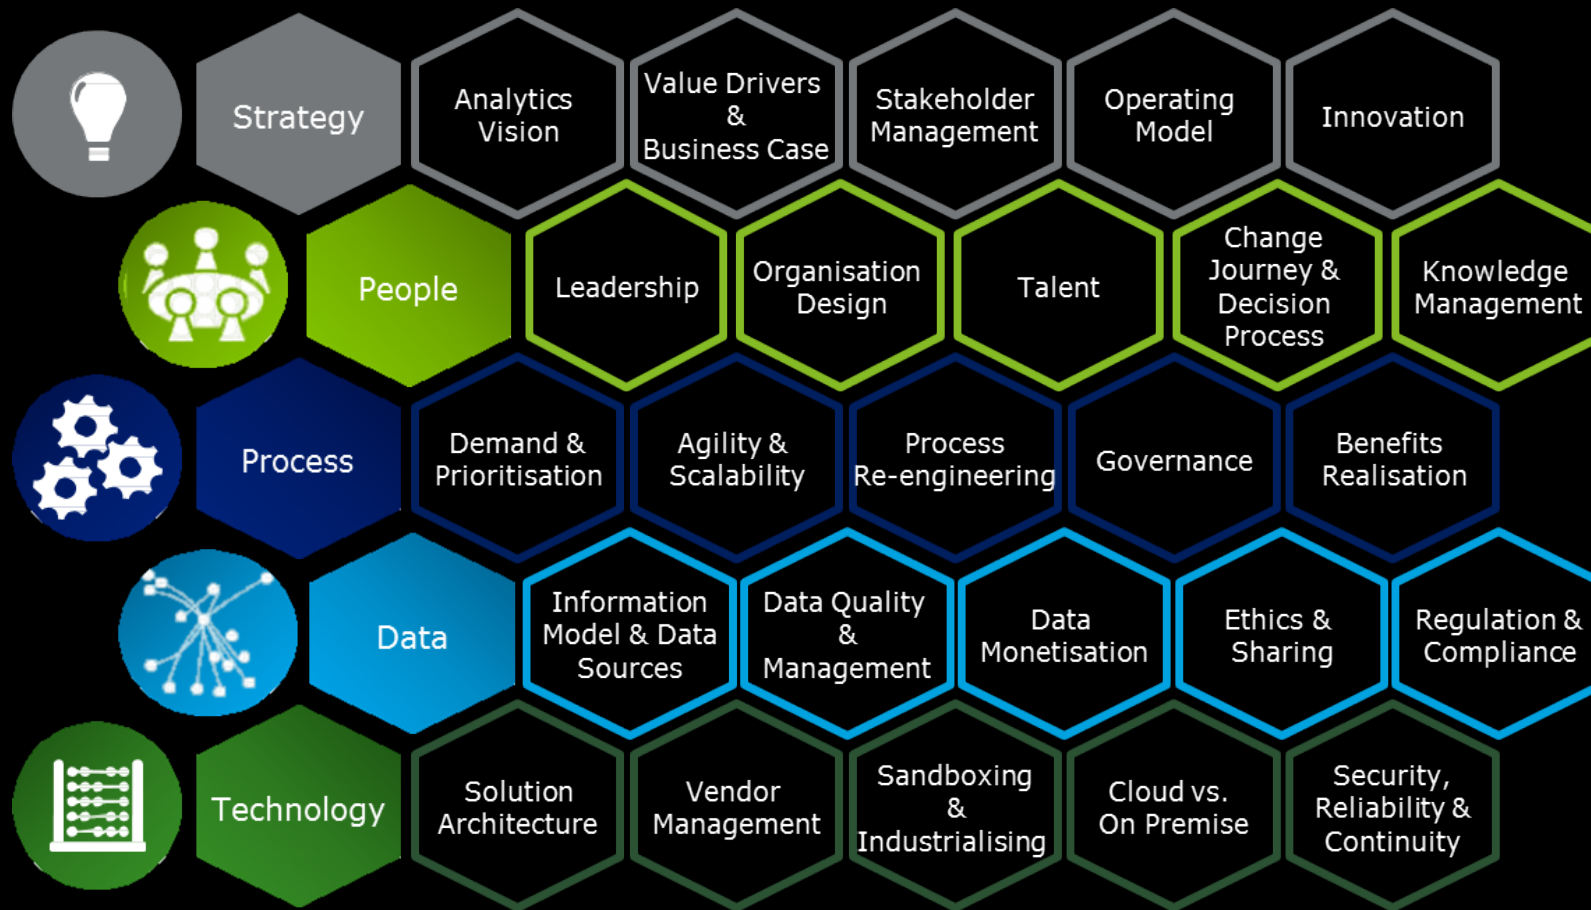 Strategy
Analytics
Vision
Value Drivers
&
Business Case
Stakeholder
Management
Operating
Model
Innovation
People
Leadership
Organisation
Design
Talent
Change
Journey &
Decision
Process
Knowledge
Management
Process
Demand &
Prioritisation
Agility &
Scalability
Process
Re-engineering
Governance
Benefits
Realisation
Data
Information
Model & Data
Sources
Data Quality
&
Management
Data
Monetisation
Ethics &
Sharing
Regulation &
Compliance
Technology
Solution
Architecture
Vendor
Management
Sandboxing
&
Industrialising
Cloud vs.
On Premise
Security,
Reliability &
Continuity